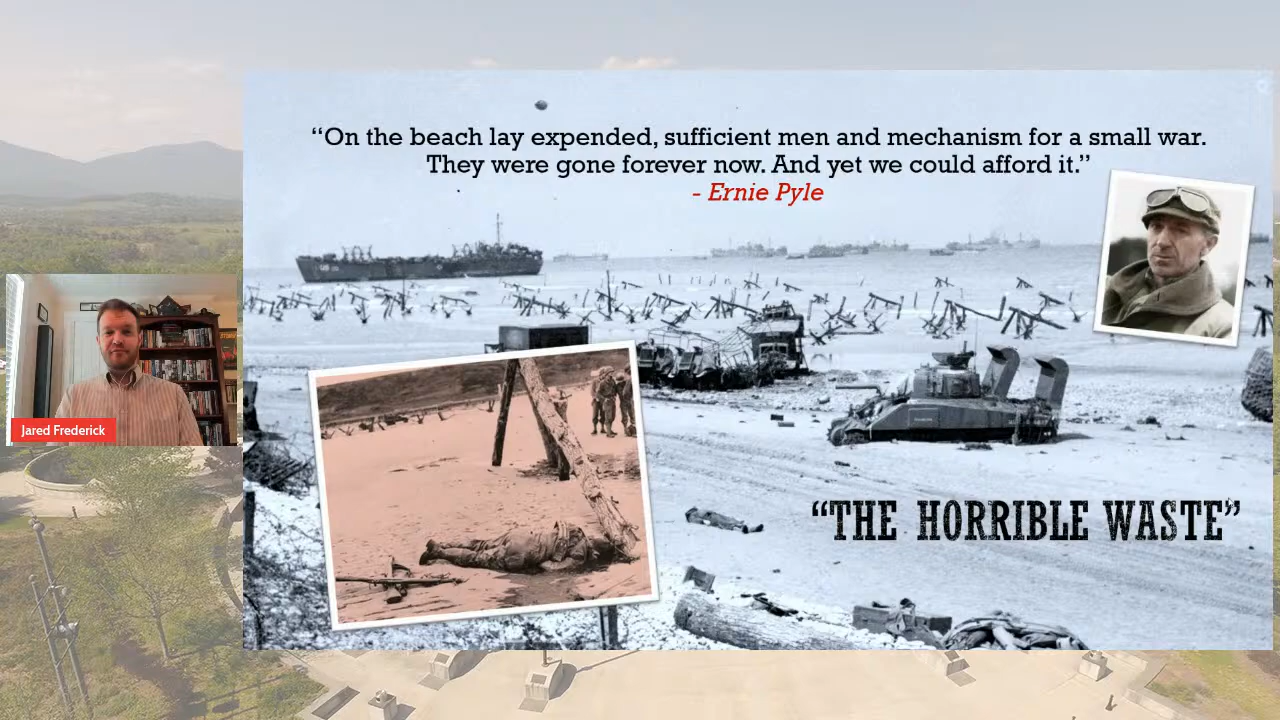 “On the beach lay expended, sufficient men and mechanism for a small war.
They were gone forever now. And yet we could afford it.”
- Ernie Pyle
Jared Frederick
“THE HORRIBLE WASTE”